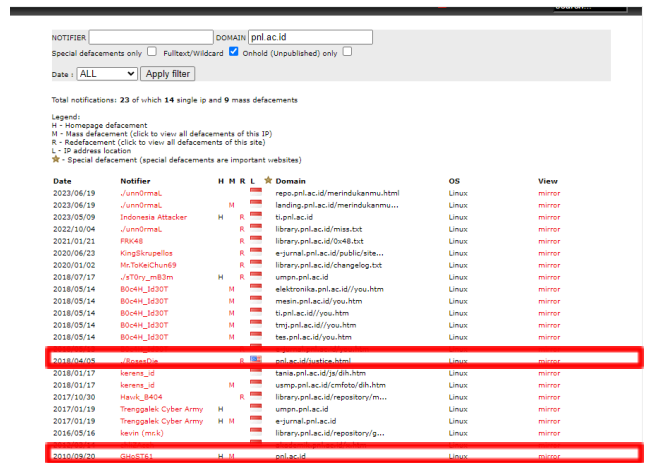 Search...
NOTIFIER DOMAIN pnl.ac.id
Special defacements only Fulltext/Wildcard Onhold (Unpublished) only
Date : ALL Apply filter
Total notifications: 23 of which 14 single ip and 9 mass defacements
Legend:
H - Homepage defacement
M - Mass defacement (click to view all defacements of this IP)
R - Redefacement (click to view all defacements of this site)
L - IP address location
- Special defacement (special defacements are important websites)
Date Notifier H M R L Domain OS View
2023/06/19 ./unn0rmaL repo.pnl.ac.id/merindukanmu.html Linux mirror
2023/06/19 ./unn0rmaL M landing.pnl.ac.id/merindukanmu... Linux mirror
2023/05/09 Indonesia Attacker H R ti.pnl.ac.id Linux mirror
2022/10/04 ./unn0rmaL R library.pnl.ac.id/miss.txt Linux mirror
2021/01/21 FRK48 R library.pnl.ac.id/0x48.txt Linux mirror
2020/06/23 KingSkrupellos R e-jurnal.pnl.ac.id/public/site... Linux mirror
2020/01/02 Mr.ToKeiChun69 R library.pnl.ac.id/changelog.txt Linux mirror
2018/07/17 ./sT0ry_mB3m H R umpn.pnl.ac.id Linux mirror
2018/05/14 B0c4H_Id30T M elektronika.pnl.ac.id//you.htm Linux mirror
2018/05/14 B0c4H_Id30T M mesin.pnl.ac.id/you.htm Linux mirror
2018/05/14 B0c4H_Id30T M ti.pnl.ac.id//you.htm Linux mirror
2018/05/14 B0c4H_Id30T M tmj.pnl.ac.id//you.htm Linux mirror
2018/05/14 B0c4H_Id30T M tes.pnl.ac.id/you.htm Linux mirror
2018/04/05 ./RosesDie R pnl.ac.id/justice.html Linux mirror
2018/01/17 kerens_id tania.pnl.ac.id/js/dih.htm Linux mirror
2018/01/17 kerens_id M usmp.pnl.ac.id/cmfoto/dih.htm Linux mirror
2017/10/30 Hawk_B404 R library.pnl.ac.id/repository/m... Linux mirror
2017/01/19 Trenggalek Cyber Army H umpn.pnl.ac.id Linux mirror
2017/01/19 Trenggalek Cyber Army H M e-jurnal.pnl.ac.id Linux mirror
2016/05/16 kevin (mr.k) library.pnl.ac.id/repository/g... Linux mirror
2010/09/20 GHoST61 H M pnl.ac.id Linux mirror